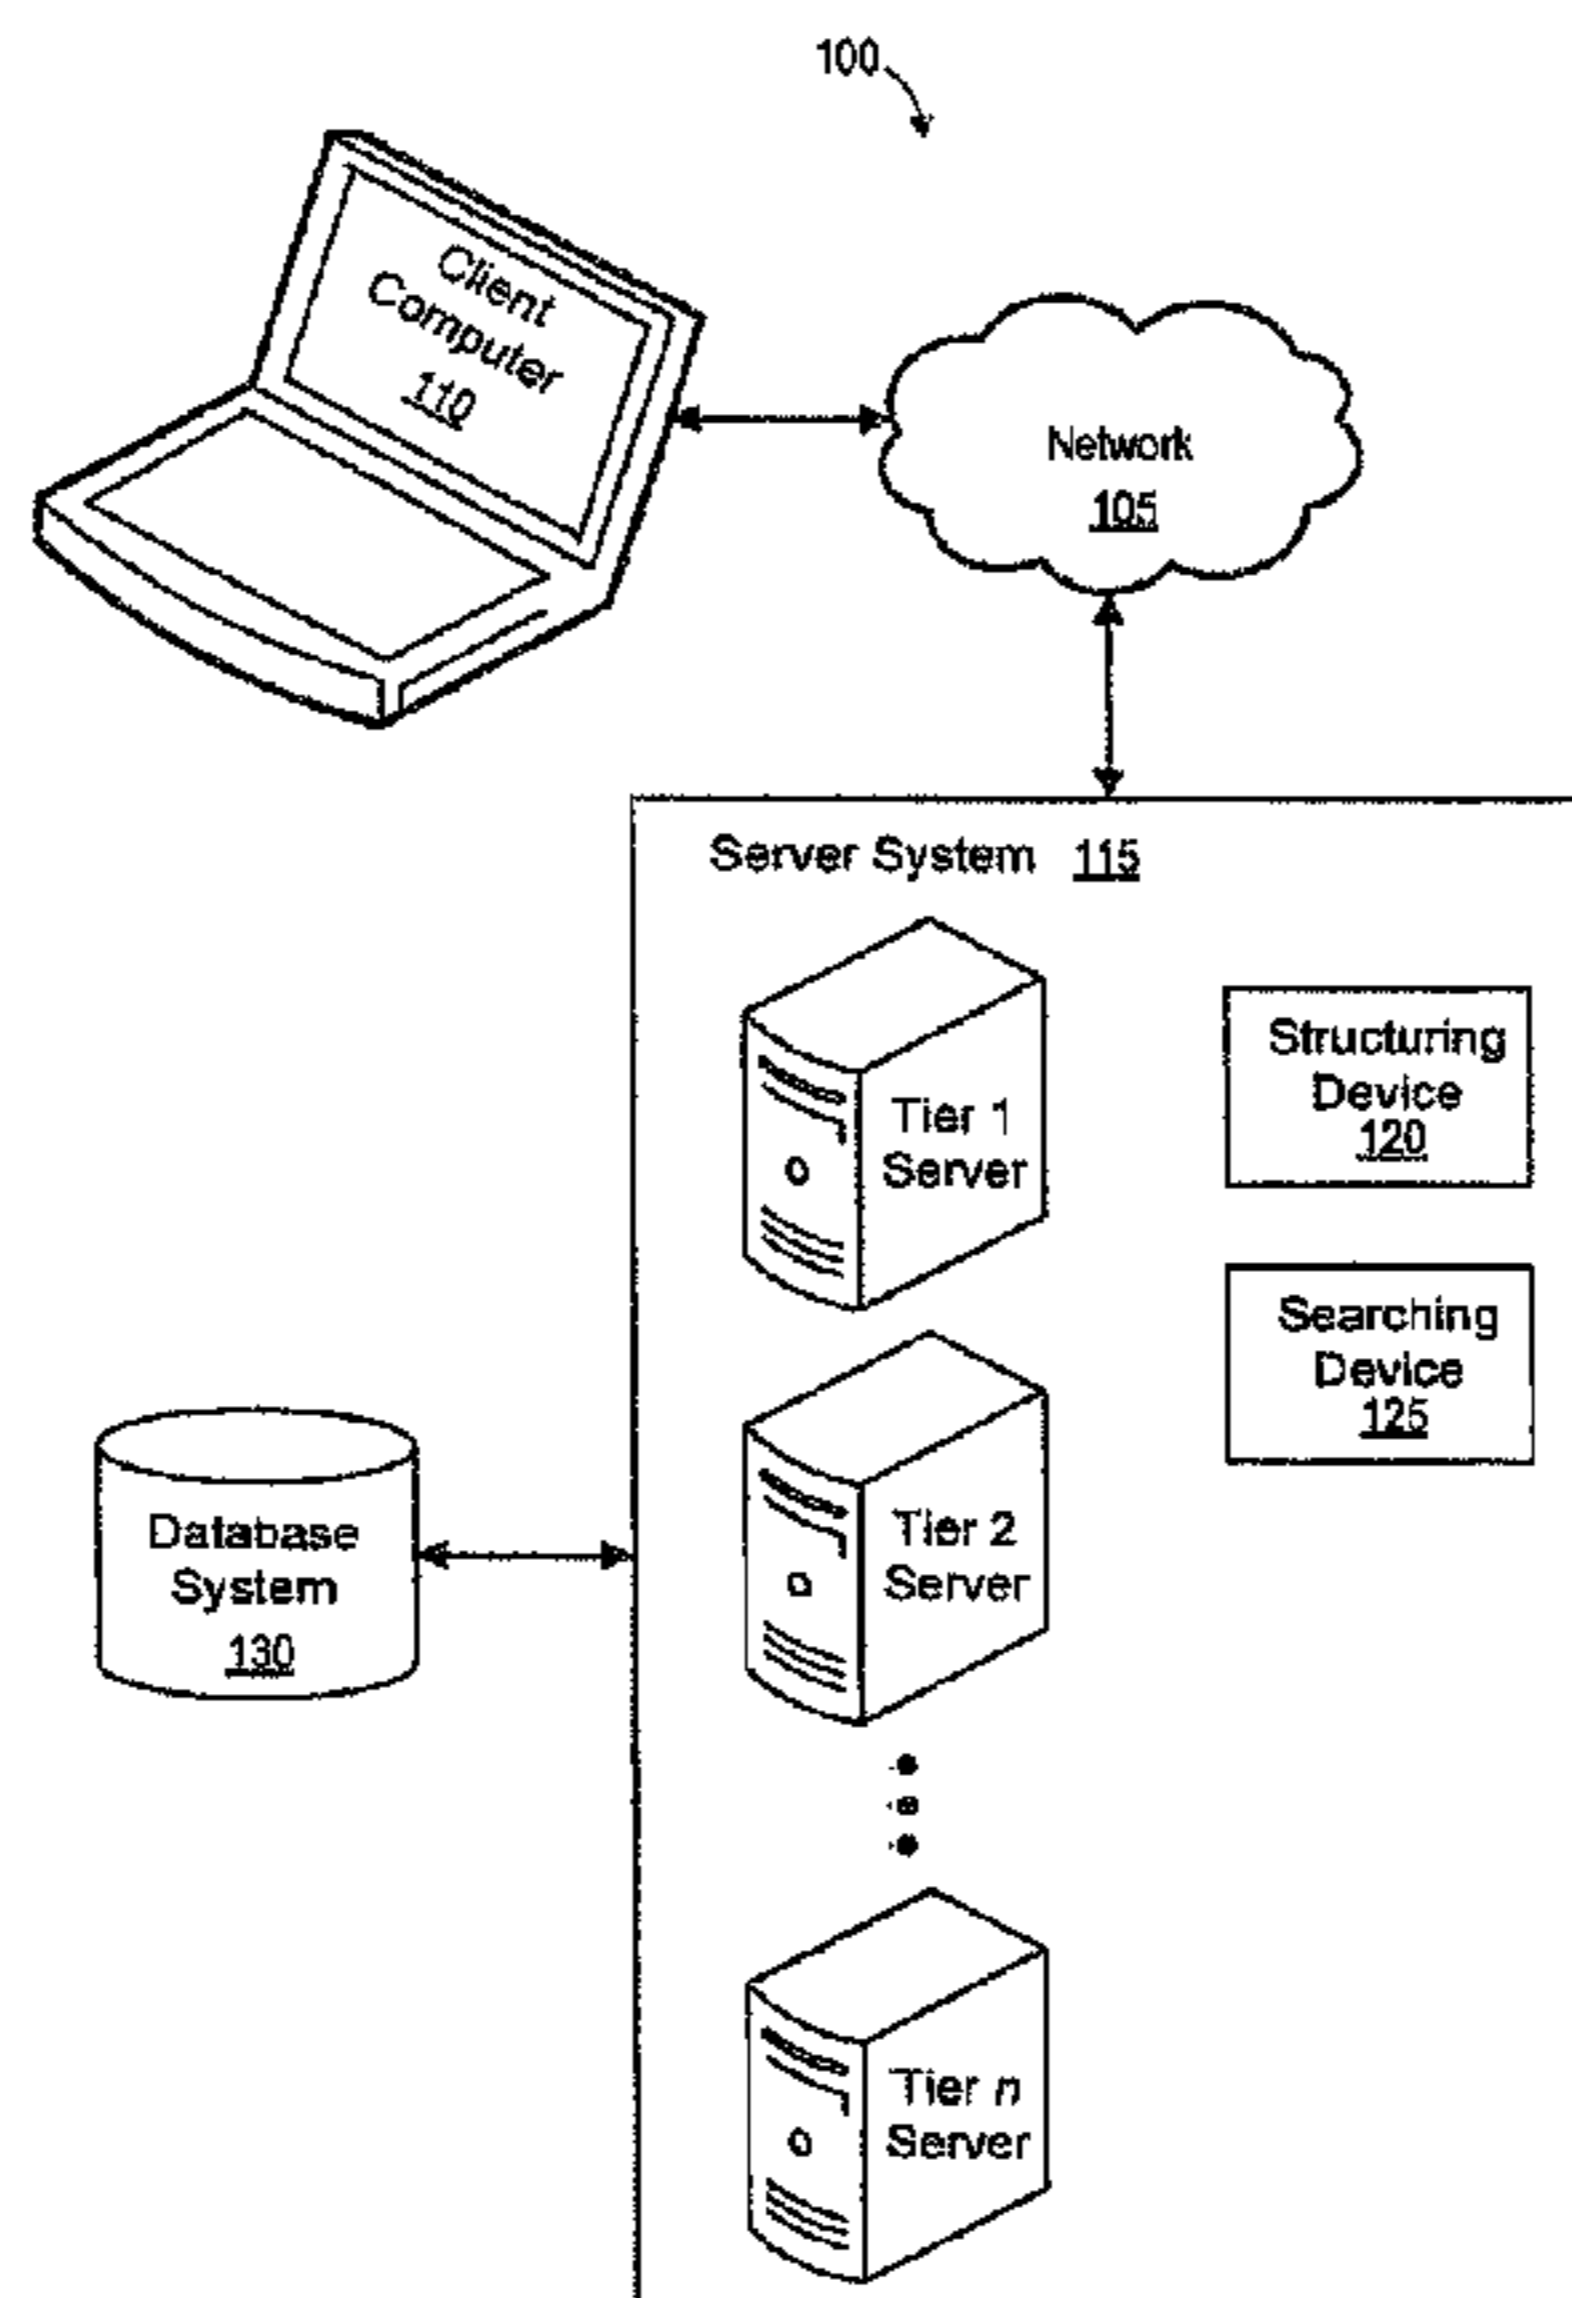 100
Client
Computer
110
Network
105
Server System 115
Tier 1
Server
Structuring
Device
120
Searching
Device
125
Tier 2
Server
Database
System
130
Tier n
Server